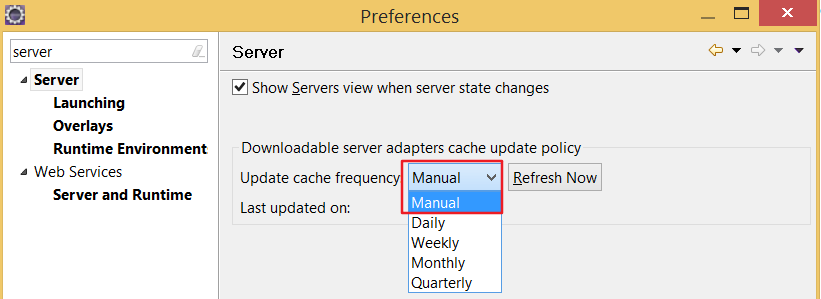 Preferences
server
Server
Launching
Overlays
Runtime Environment
Web Services
Server and Runtime
Server
Show Servers view when server state changes
Downloadable server adapters cache update policy
Update cache frequency Manual Refresh Now
Last updated on:
Manual
Daily
Weekly
Monthly
Quarterly